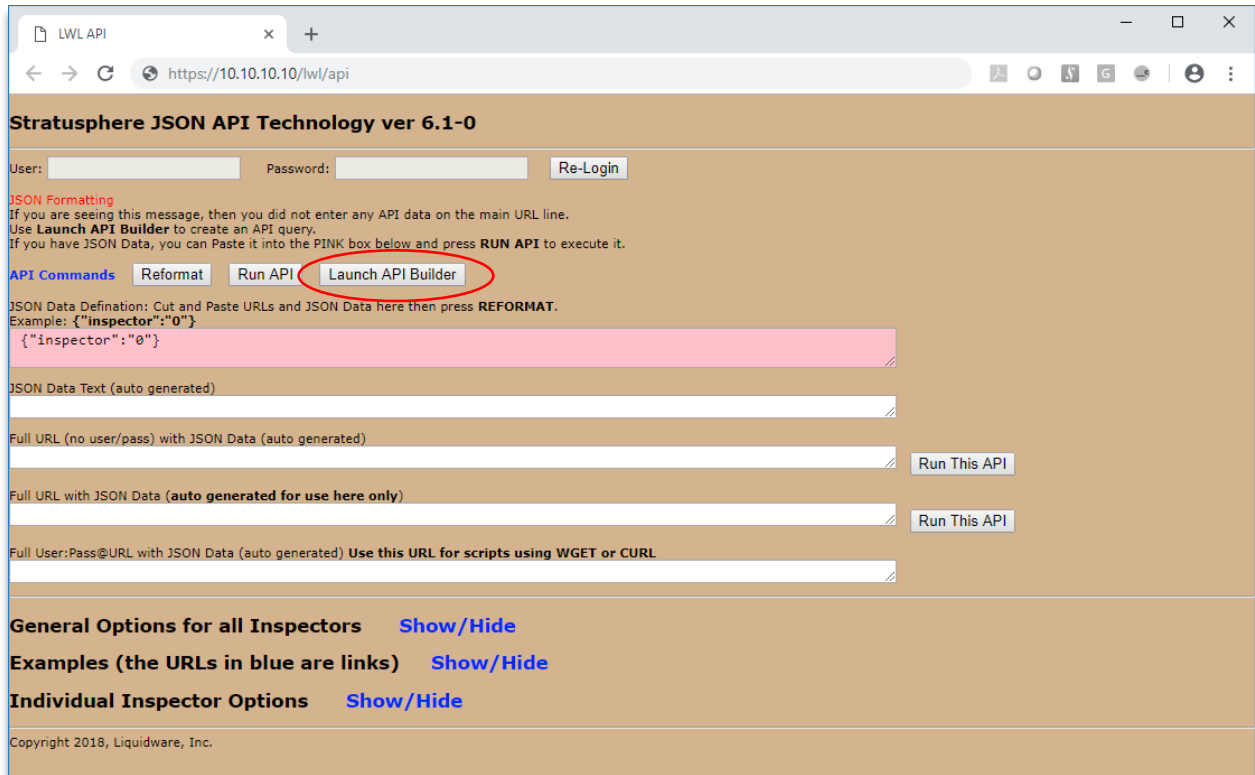 LWL API
https://10.10.10.10/lwl/api
Stratusphere JSON API Technology ver 6.1-0
User: Password: Re-Login
JSON Formatting
If you are seeing this message, then you did not enter any API data on the main URL line.
Use Launch API Builder to create an API query.
If you have JSON Data, you can Paste it into the PINK box below and press RUN API to execute it.
API Commands Reformat Run API Launch API Builder
JSON Data Defination: Cut and Paste URLs and JSON Data here then press REFORMAT.
Example: {"inspector":"0"}
{"inspector":"0"}
JSON Data Text (auto generated)
Full URL (no user/pass) with JSON Data (auto generated)
Run This API
Full URL with JSON Data (auto generated for use here only)
Run This API
Full User:Pass@URL with JSON Data (auto generated) Use this URL for scripts using WGET or CURL
General Options for all Inspectors Show/Hide
Examples (the URLs in blue are links) Show/Hide
Individual Inspector Options Show/Hide
Copyright 2018, Liquidware, Inc.